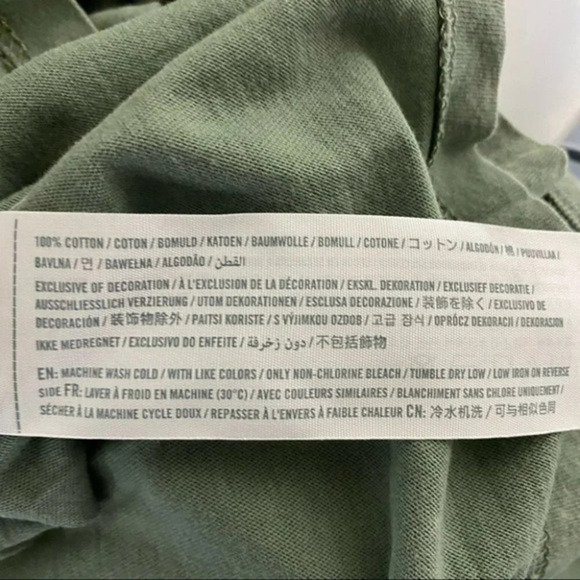 100% COTTON / COTON / BOMULD / KATOEN / BAUMWOLLE / BOMULL / COTONE / コットン / ALGODÓN / 棉 / PUUVILLAA /
BAVLNA / 면 / BAWEŁNA / ALGODÃO / القطن
EXCLUSIVE OF DECORATION / À L'EXCLUSION DE LA DÉCORATION / EKSKL. DEKORATION / EXCLUSIEF DECORATIE /
AUSSCHLIESSLICH VERZIERUNG / UTOM DEKORATIONEN / ESCLUSA DECORAZIONE / 装飾を除く / EXCLUSIVO DE
DECORACIÓN / 装饰物除外 / PAITSI KORISTE / S VÝJIMKOU OZDOB / 고급 장식 / OPRÓCZ DEKORACJI / DEKORASJON
IKKE MEDREGNET / EXCLUSIVO DO ENFEITE / دون زخرفة / 不包括飾物
EN: MACHINE WASH COLD / WITH LIKE COLORS / ONLY NON-CHLORINE BLEACH / TUMBLE DRY LOW / LOW IRON ON REVERSE
SIDE FR: LAVER À FROID EN MACHINE (30°C) / AVEC COULEURS SIMILAIRES / BLANCHIMENT SANS CHLORE UNIQUEMENT /
SÉCHER À LA MACHINE CYCLE DOUX / REPASSER À L'ENVERS À FAIBLE CHALEUR CN: 冷水机洗 / 可与相似色同